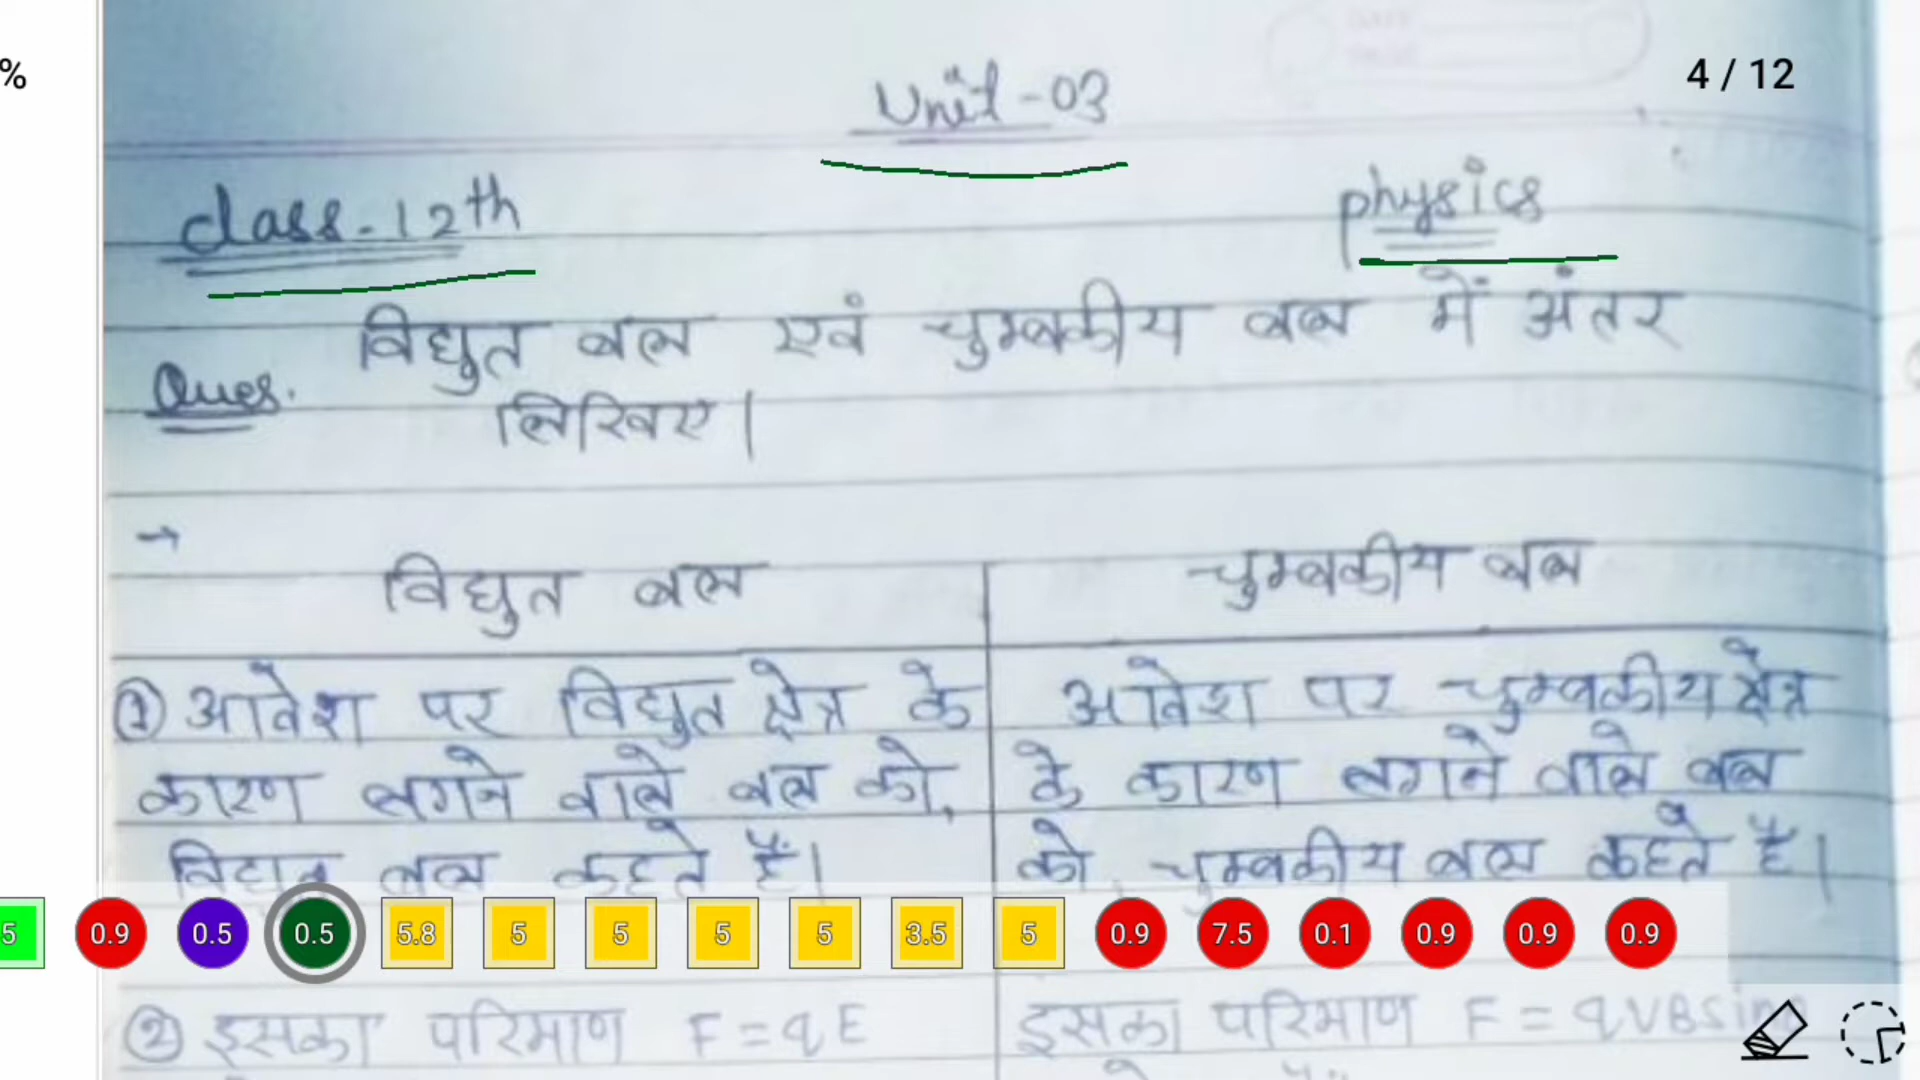 %
4 / 12
Unit-03
class-12th
physics
विद्युत बल एवं चुम्बकीय बल में अंतर
Ques.
लिखिए।
→
विद्युत बल
चुम्बकीय बल
① आवेश पर विद्युत क्षेत्र के
कारण लगने वाले बल को,
विद्युत बल कहते हैं।
आवेश पर चुम्बकीय क्षेत्र
के कारण लगने वाले बल
को, चुम्बकीय बल कहते है।
5 0.9 0.5 0.5 5.8 5 5 5 5 3.5 5 0.9 7.5 0.1 0.9 0.9 0.9
② इसका परिमाण F = qE
इसका परिमाण F = qVBsinθ